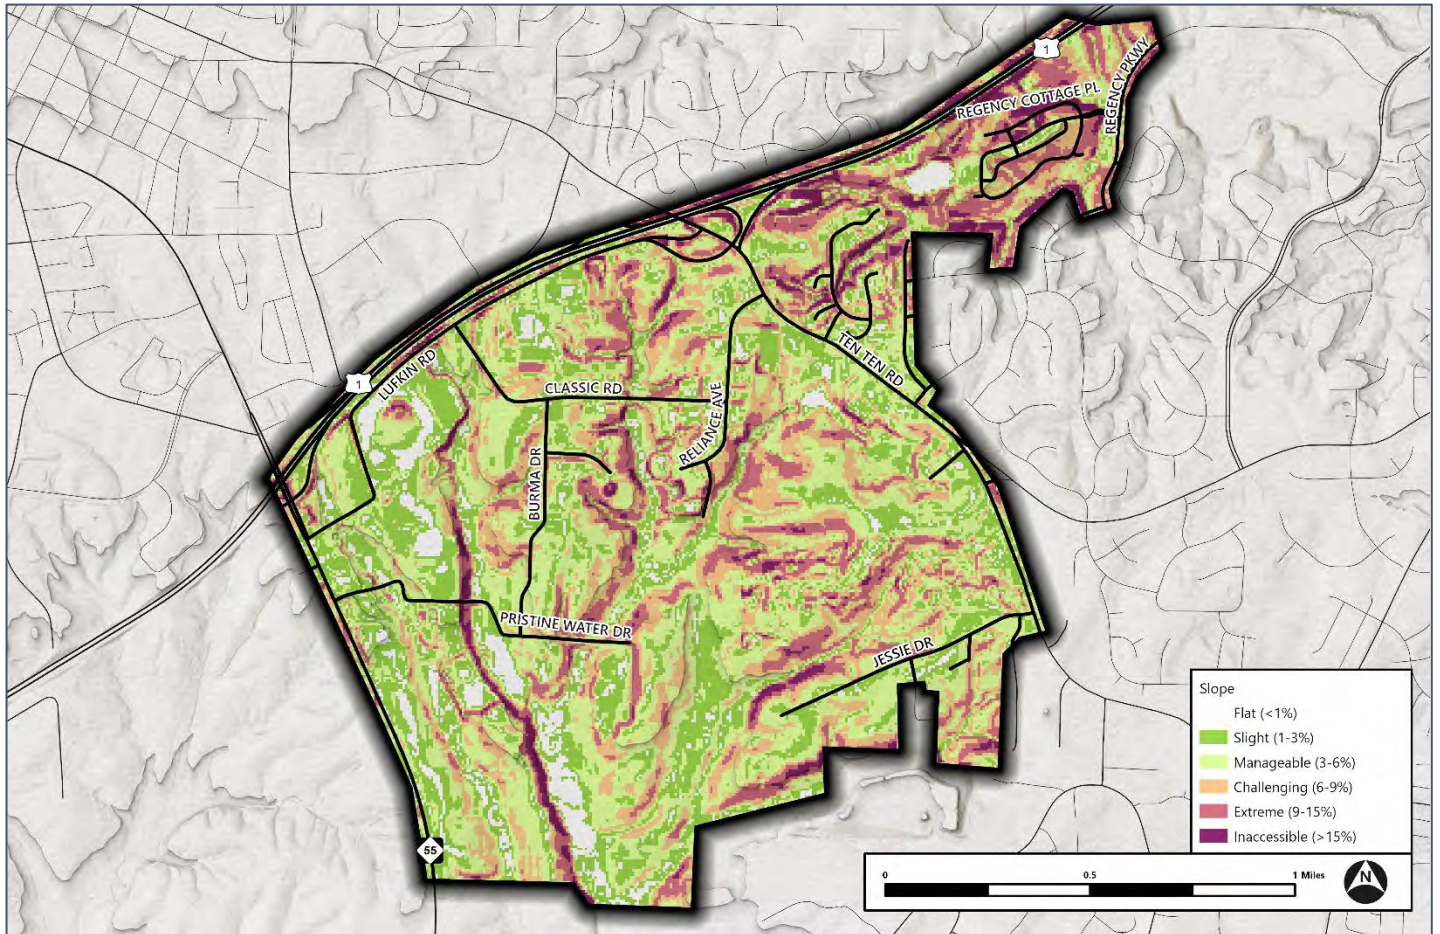 1
REGENCY COTTAGE PL
REGENCY PKWY
TEN TEN RD
1
LUFKIN RD
CLASSIC RD
RELIANCE AVE
BURMA DR
PRISTINE WATER DR
JESSIE DR
55
Slope
Flat (<1%)
Slight (1-3%)
Manageable (3-6%)
Challenging (6-9%)
Extreme (9-15%)
Inaccessible (>15%)
0 0.5 1 Miles
N